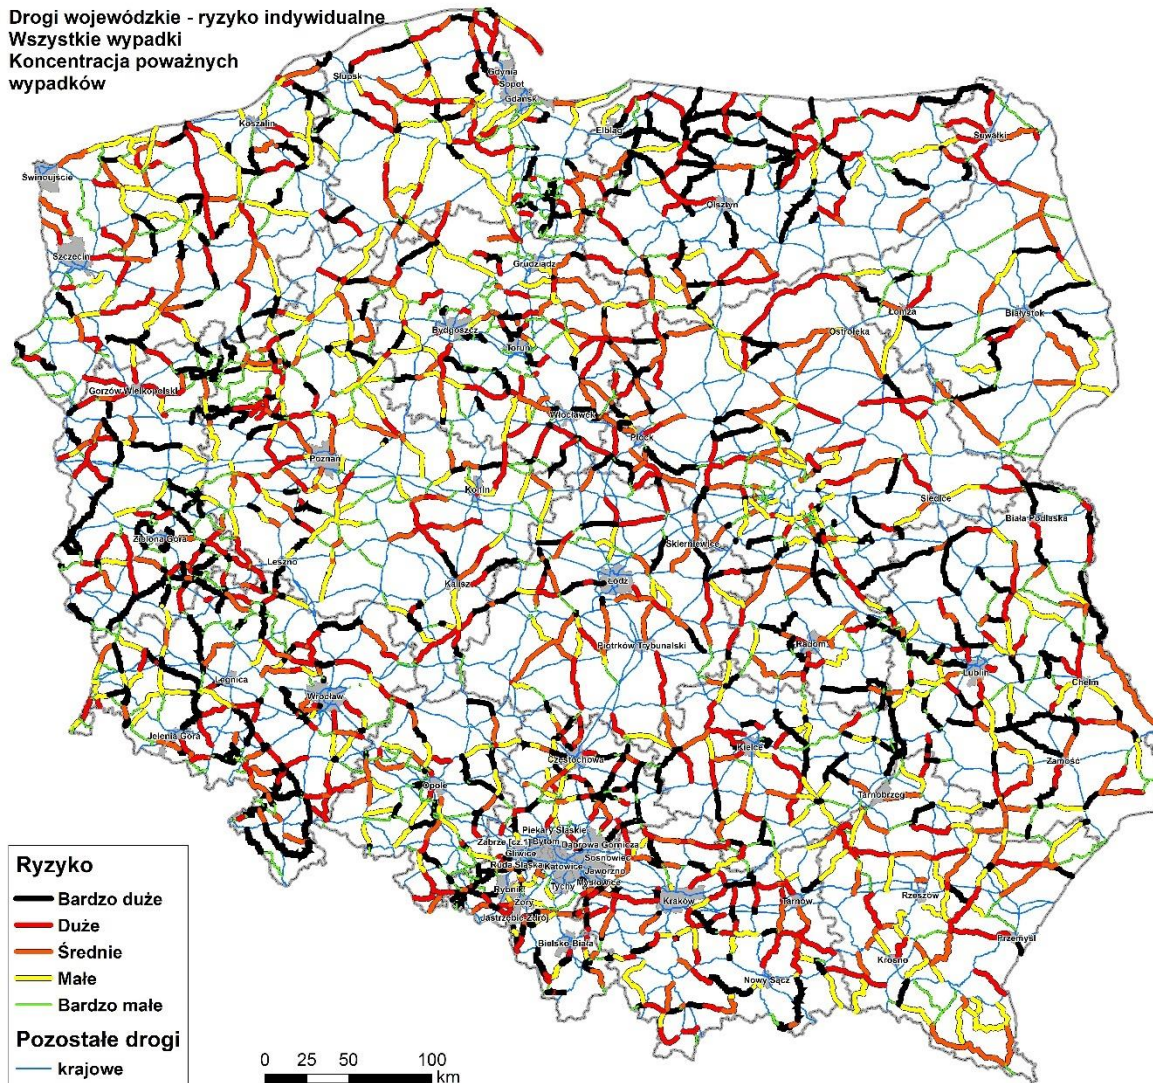 Drogi wojewódzkie - ryzyko indywidualne
Wszystkie wypadki
Koncentracja poważnych
wypadków
Gdynia
Sopot
Gdańsk
Słupsk
Koszalin
Elbląg
Suwałki
Świnoujście
Olsztyn
Szczecin
Grudziądz
Łomża
Białystok
Bydgoszcz
Ostrołęka
Toruń
Gorzów Wielkopolski
Włocławek
Płock
Poznań
Konin
Siedlce
Biała Podlaska
Zielona Góra
Skierniewice
Leszno
Kalisz
Łódź
Piotrków Trybunalski
Radom
Lublin
Legnica
Chełm
Wrocław
Jelenia Góra
Kielce
Częstochowa
Zamość
Opole
Tarnobrzeg
Piekary Śląskie
Zabrze [cz.1]
Bytom
Dąbrowa Górnicza
Gliwice
Sosnowiec
Ruda Śląska
Katowice
Jaworzno
Mysłowice
Tychy
Rybnik
Żory
Kraków
Tarnów
Rzeszów
Jastrzębie-Zdrój
Bielsko-Biała
Przemyśl
Krosno
Nowy Sącz
Ryzyko
Bardzo duże
Duże
Średnie
Małe
Bardzo małe
Pozostałe drogi
krajowe
0 25 50 100
km